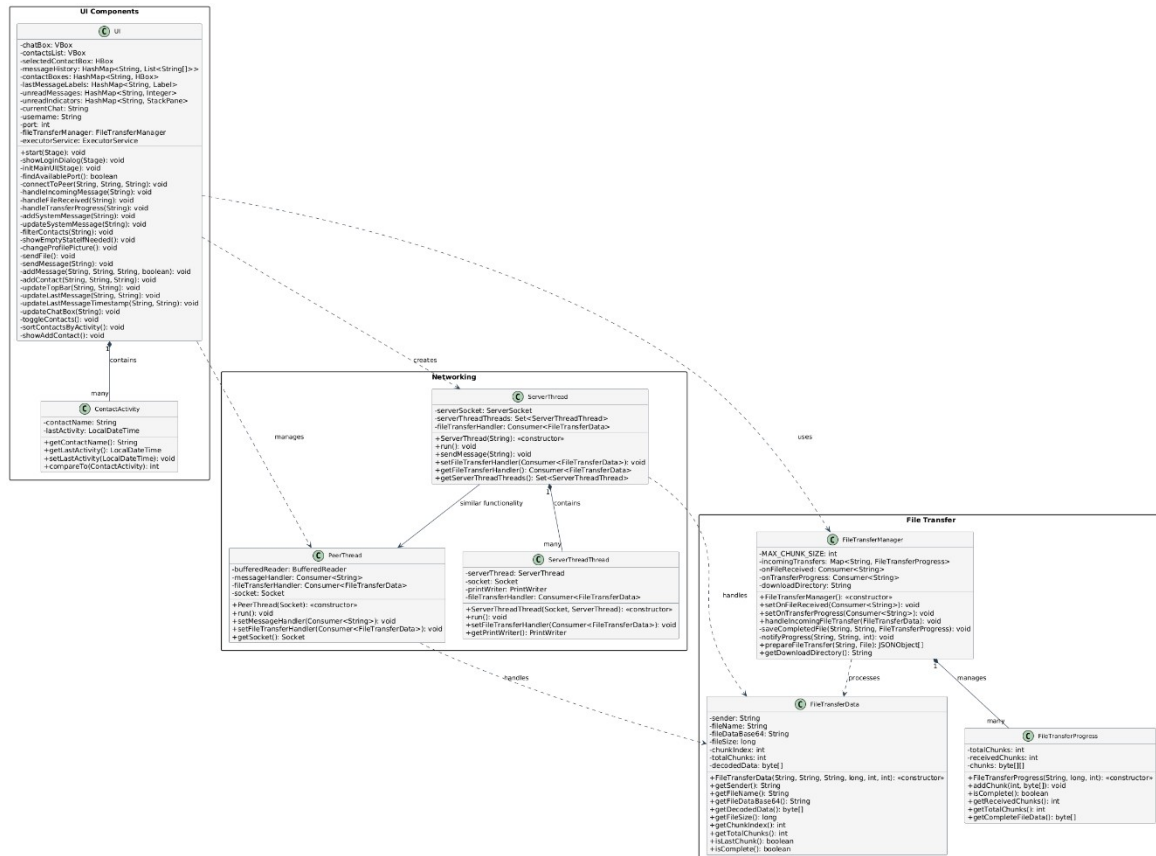 UI Components
C UI
-chatBox: VBox
-contactsList: VBox
-selectedContactBox: HBox
-messageHistory: HashMap<String, List<String[]>>
-contactBoxes: HashMap<String, HBox>
-lastMessageLabels: HashMap<String, Label>
-unreadMessages: HashMap<String, Integer>
-unreadIndicators: HashMap<String, StackPane>
-currentChat: String
-username: String
-port: int
-fileTransferManager: FileTransferManager
-executorService: ExecutorService
+start(Stage): void
-showLoginDialog(Stage): void
-initMainUI(Stage): void
-findAvailablePort(): boolean
-connectToPeer(String, String, String): void
-handleIncomingMessage(String): void
-handleFileReceived(String): void
-handleTransferProgress(String): void
-addSystemMessage(String): void
-updateSystemMessage(String): void
-filterContacts(String): void
-showEmptyStateIfNeeded(): void
-changeProfilePicture(): void
-sendFile(): void
-sendMessage(String): void
-addMessage(String, String, String, boolean): void
-addContact(String, String, String): void
-updateTopBar(String, String): void
-updateLastMessage(String, String): void
-updateLastMessageTimestamp(String, String): void
-updateChatBox(String): void
-toggleContacts(): void
-sortContactsByActivity(): void
-showAddContact(): void
1
contains
many
C ContactActivity
-contactName: String
-lastActivity: LocalDateTime
+getContactName(): String
+getLastActivity(): LocalDateTime
+setLastActivity(LocalDateTime): void
+compareTo(ContactActivity): int
manages
creates
uses
Networking
C ServerThread
-serverSocket: ServerSocket
-serverThreadThreads: Set<ServerThreadThread>
-fileTransferHandler: Consumer<FileTransferData>
+ServerThread(String): «constructor»
+run(): void
+sendMessage(String): void
+setFileTransferHandler(Consumer<FileTransferData>): void
+getFileTransferHandler(): Consumer<FileTransferData>
+getServerThreadThreads(): Set<ServerThreadThread>
similar functionality
1
contains
many
C PeerThread
-bufferedReader: BufferedReader
-messageHandler: Consumer<String>
-fileTransferHandler: Consumer<FileTransferData>
-socket: Socket
+PeerThread(Socket): «constructor»
+run(): void
+setMessageHandler(Consumer<String>): void
+setFileTransferHandler(Consumer<FileTransferData>): void
+getSocket(): Socket
C ServerThreadThread
-serverThread: ServerThread
-socket: Socket
-printWriter: PrintWriter
-fileTransferHandler: Consumer<FileTransferData>
+ServerThreadThread(Socket, ServerThread): «constructor»
+run(): void
+setFileTransferHandler(Consumer<FileTransferData>): void
+getPrintWriter(): PrintWriter
handles
handles
File Transfer
C FileTransferManager
-MAX_CHUNK_SIZE: int
-incomingTransfers: Map<String, FileTransferProgress>
-onFileReceived: Consumer<String>
-onTransferProgress: Consumer<String>
-downloadDirectory: String
+FileTransferManager(): «constructor»
+setOnFileReceived(Consumer<String>): void
+setOnTransferProgress(Consumer<String>): void
+handleIncomingFileTransfer(FileTransferData): void
-saveCompletedFile(String, String, FileTransferProgress): void
-notifyProgress(String, String, int): void
+prepareFileTransfer(String, File): JSONObject[]
+getDownloadDirectory(): String
processes
1
manages
many
C FileTransferData
-sender: String
-fileName: String
-fileDataBase64: String
-fileSize: long
-chunkIndex: int
-totalChunks: int
-decodedData: byte[]
+FileTransferData(String, String, String, long, int, int): «constructor»
+getSender(): String
+getFileName(): String
+getFileDataBase64(): String
+getDecodedData(): byte[]
+getFileSize(): long
+getChunkIndex(): int
+getTotalChunks(): int
+isLastChunk(): boolean
+isComplete(): boolean
C FileTransferProgress
-totalChunks: int
-receivedChunks: int
-chunks: byte[][]
+FileTransferProgress(String, long, int): «constructor»
+addChunk(int, byte[]): void
+isComplete(): boolean
+getReceivedChunks(): int
+getTotalChunks(): int
+getCompleteFileData(): byte[]